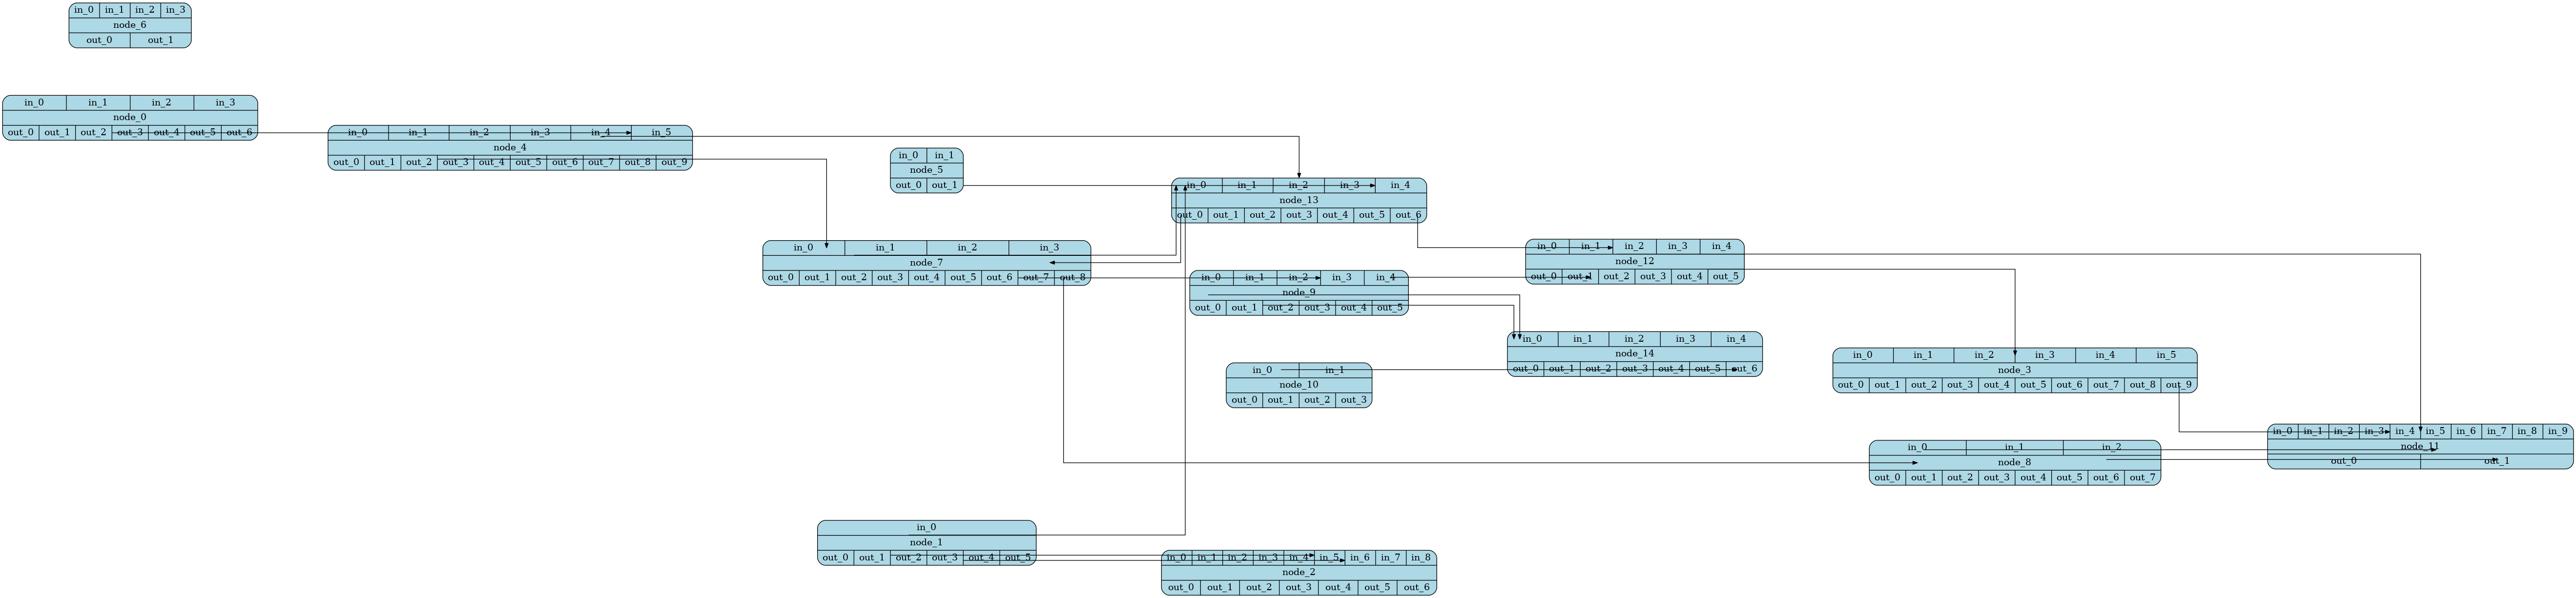 in_0 in_1 in_2 in_3
node_6
out_0 out_1
in_0 in_1 in_2 in_3
node_0
out_0 out_1 out_2 out_3 out_4 out_5 out_6
in_0 in_1 in_2 in_3 in_4 in_5
node_4
out_0 out_1 out_2 out_3 out_4 out_5 out_6 out_7 out_8 out_9
in_0 in_1
node_5
out_0 out_1
in_0 in_1 in_2 in_3 in_4
node_13
out_0 out_1 out_2 out_3 out_4 out_5 out_6
in_0 in_1 in_2 in_3
node_7
out_0 out_1 out_2 out_3 out_4 out_5 out_6 out_7 out_8
in_0 in_1 in_2 in_3 in_4
node_12
out_0 out_1 out_2 out_3 out_4 out_5
in_0 in_1 in_2 in_3 in_4
node_9
out_0 out_1 out_2 out_3 out_4 out_5
in_0 in_1 in_2 in_3 in_4
node_14
out_0 out_1 out_2 out_3 out_4 out_5 out_6
in_0 in_1
node_10
out_0 out_1 out_2 out_3
in_0 in_1 in_2 in_3 in_4 in_5
node_3
out_0 out_1 out_2 out_3 out_4 out_5 out_6 out_7 out_8 out_9
in_0 in_1 in_2 in_3 in_4 in_5 in_6 in_7 in_8 in_9
node_11
out_0 out_1
in_0 in_1 in_2
node_8
out_0 out_1 out_2 out_3 out_4 out_5 out_6 out_7
in_0
node_1
out_0 out_1 out_2 out_3 out_4 out_5
in_0 in_1 in_2 in_3 in_4 in_5 in_6 in_7 in_8
node_2
out_0 out_1 out_2 out_3 out_4 out_5 out_6